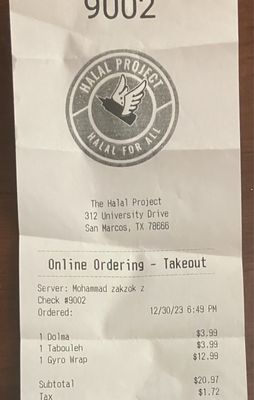 9002
HALAL PROJECT
HALAL FOR ALL
The Halal Project
312 University Drive
San Marcos, TX 78666
Online Ordering - Takeout
Server: Mohammad zakzok z
Check #9002
Ordered: 12/30/23 6:49 PM
1 Dolma $3.99
1 Tabouleh $3.99
1 Gyro Wrap $12.99
Subtotal $20.97
Tax $1.72